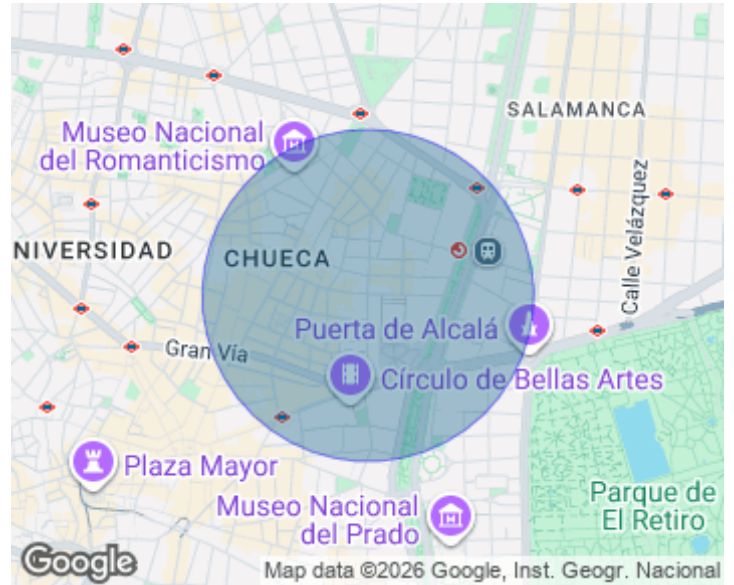 SALAMANCA
Museo Nacional
del Romanticismo
Calle Velázquez
NIVERSIDAD
CHUECA
Puerta de Alcalá
Gran Vía
Círculo de Bellas Artes
Plaza Mayor
Parque de
El Retiro
Museo Nacional
del Prado
Google
Map data ©2026 Google, Inst. Geogr. Nacional